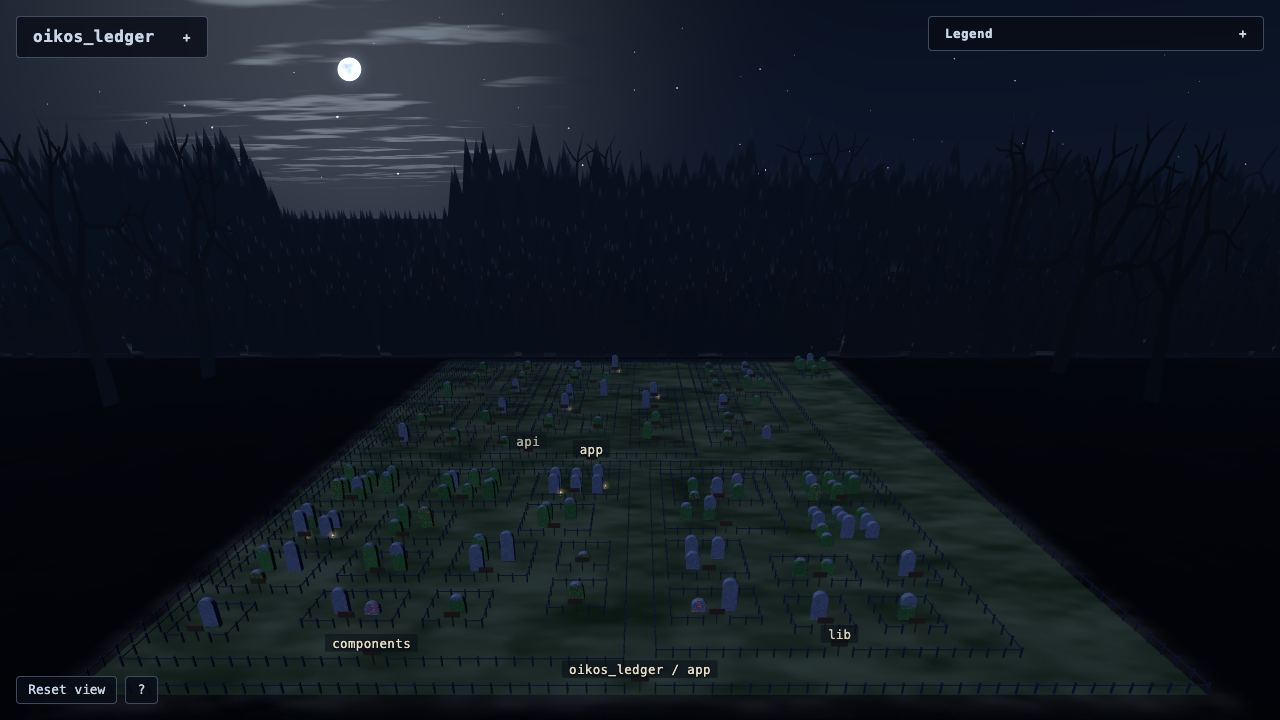 oikos_ledger +
Legend +
api
app
components
lib
oikos_ledger / app
Reset view
?